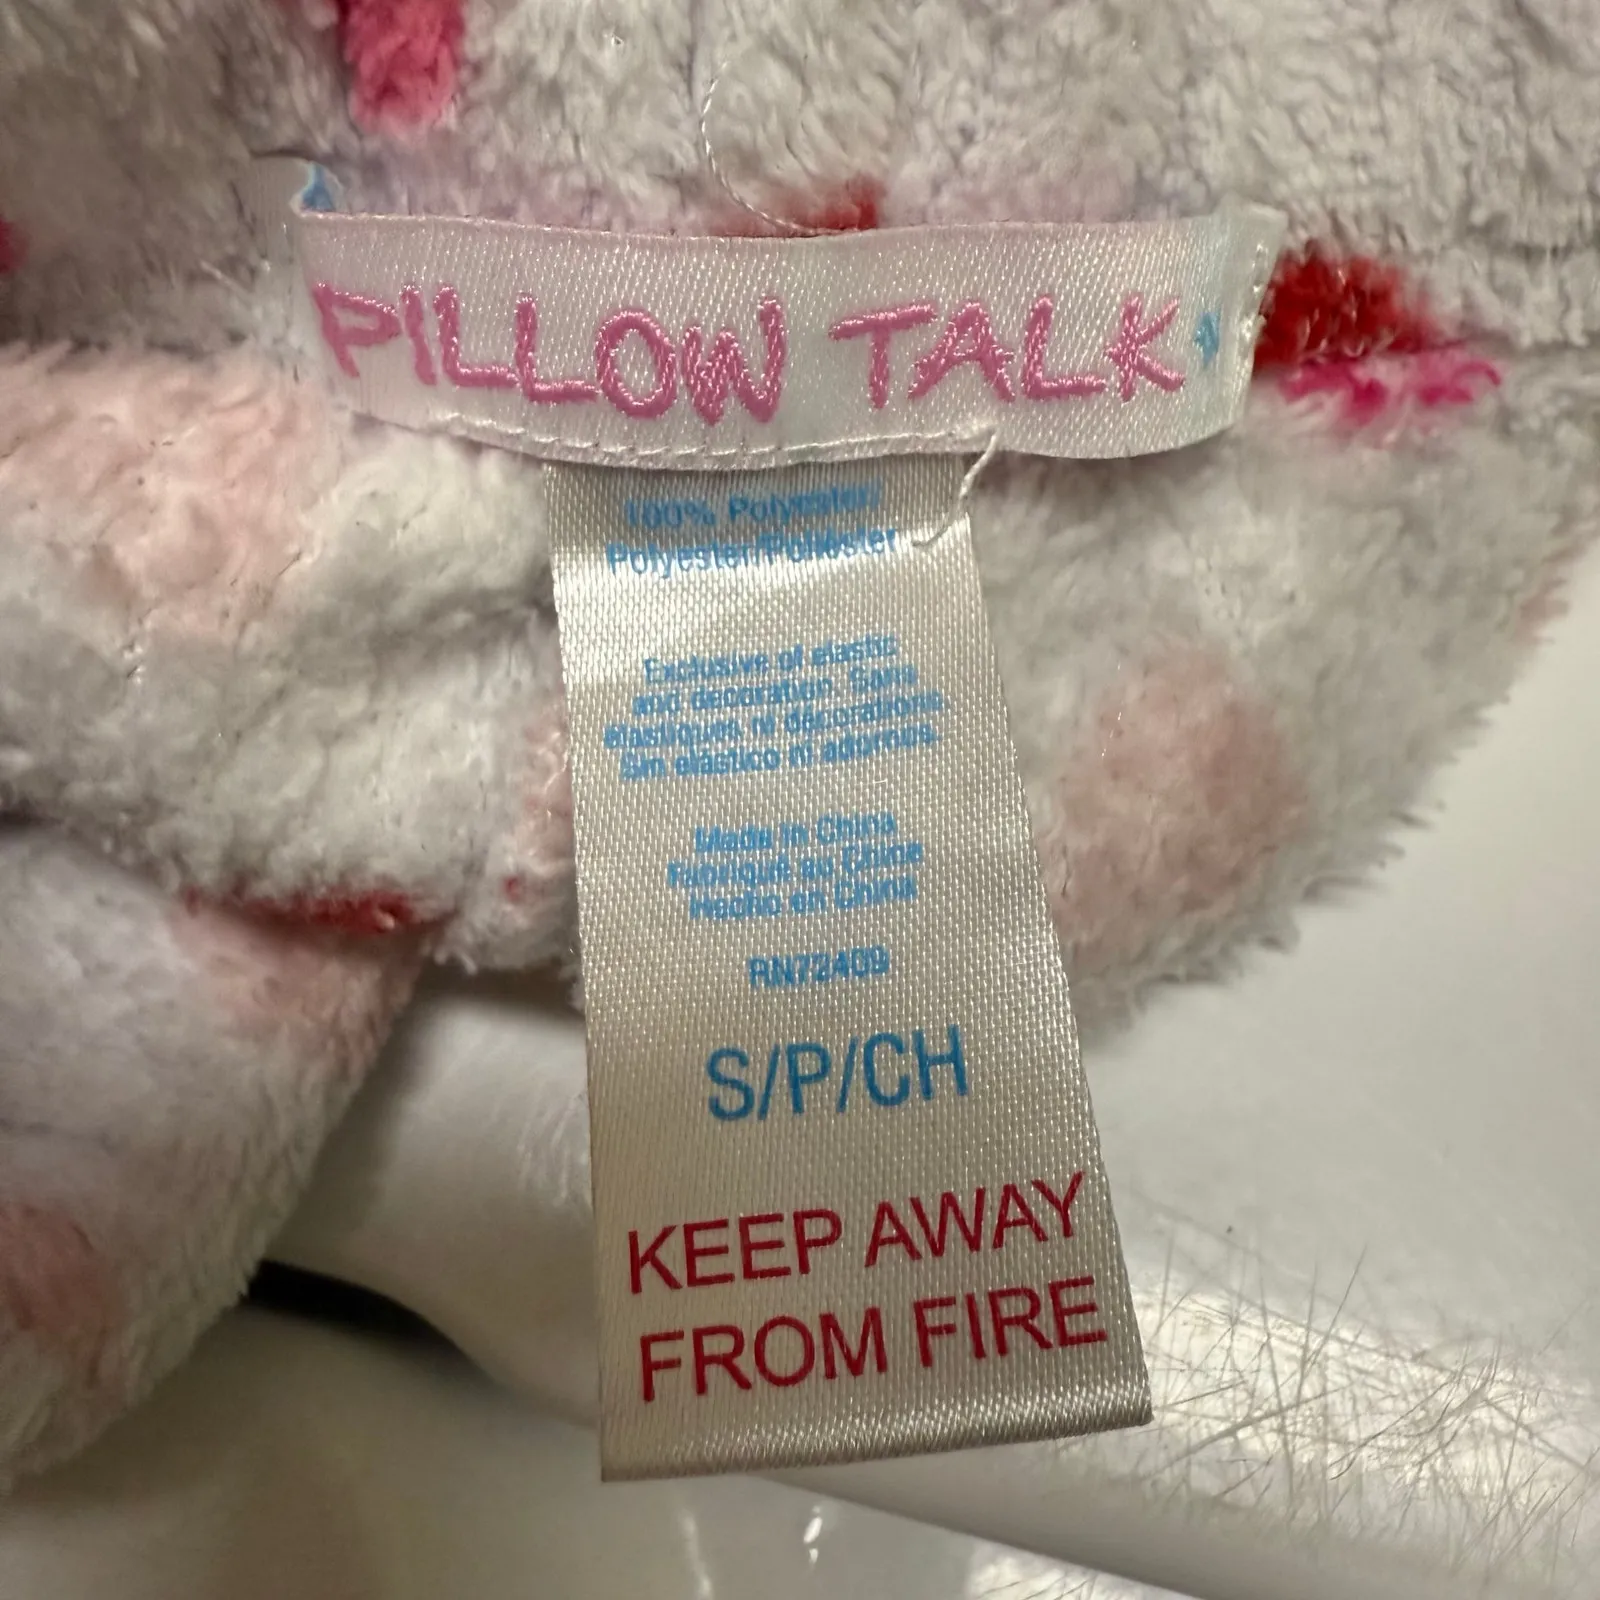 PILLOW TALK
100% Polyester/
Polyester/Poliéster
Exclusive of elastic
and decoration. Sans
élastiques ni décorations
Sin elástico ni adornos.
Made in China
Fabriqué en Chine
Hecho en China
RN72409
S/P/CH
KEEP AWAY
FROM FIRE